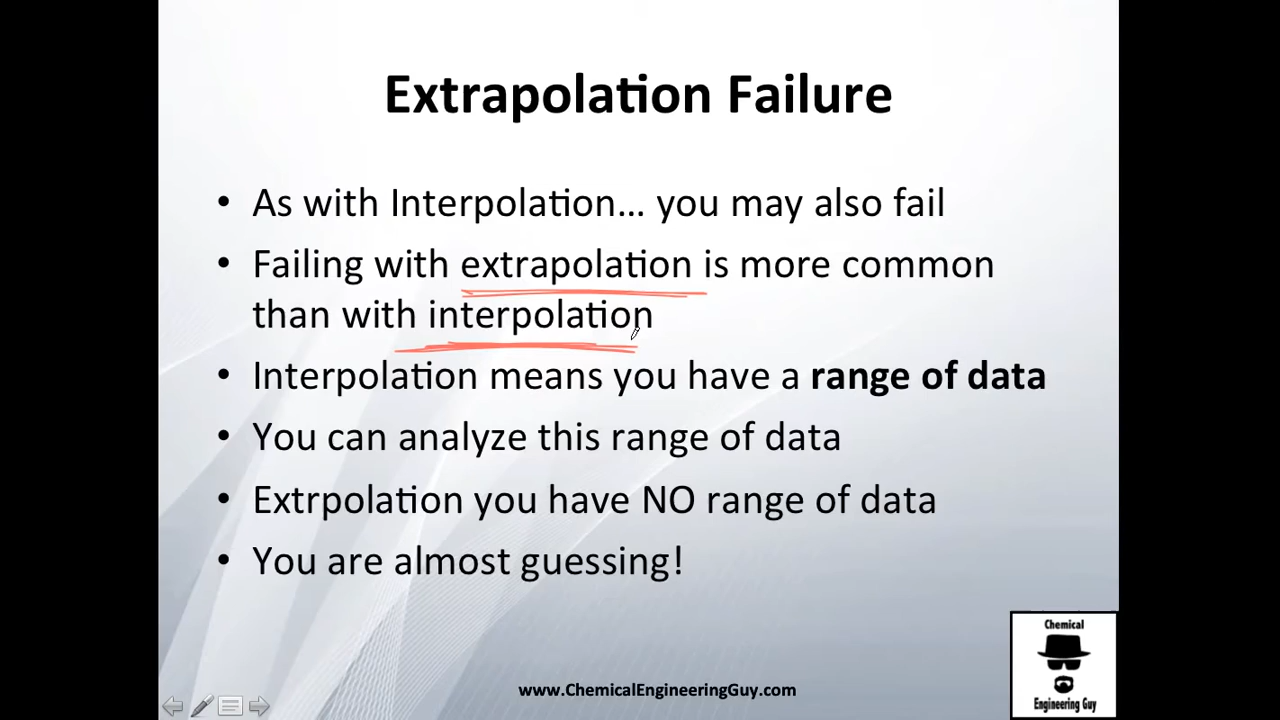 Extrapolation Failure
• As with Interpolation... you may also fail
• Failing with extrapolation is more common
than with interpolation
• Interpolation means you have a range of data
• You can analyze this range of data
• Extrpolation you have NO range of data
• You are almost guessing!
www.ChemicalEngineeringGuy.com
Chemical
Engineering Guy